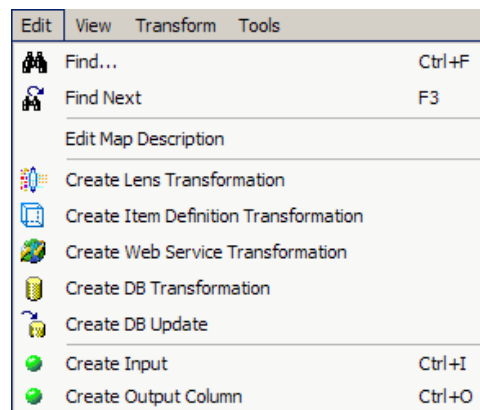 Edit View Transform Tools
Find... Ctrl+F
Find Next F3
Edit Map Description
Create Lens Transformation
Create Item Definition Transformation
Create Web Service Transformation
Create DB Transformation
Create DB Update
Create Input Ctrl+I
Create Output Column Ctrl+O